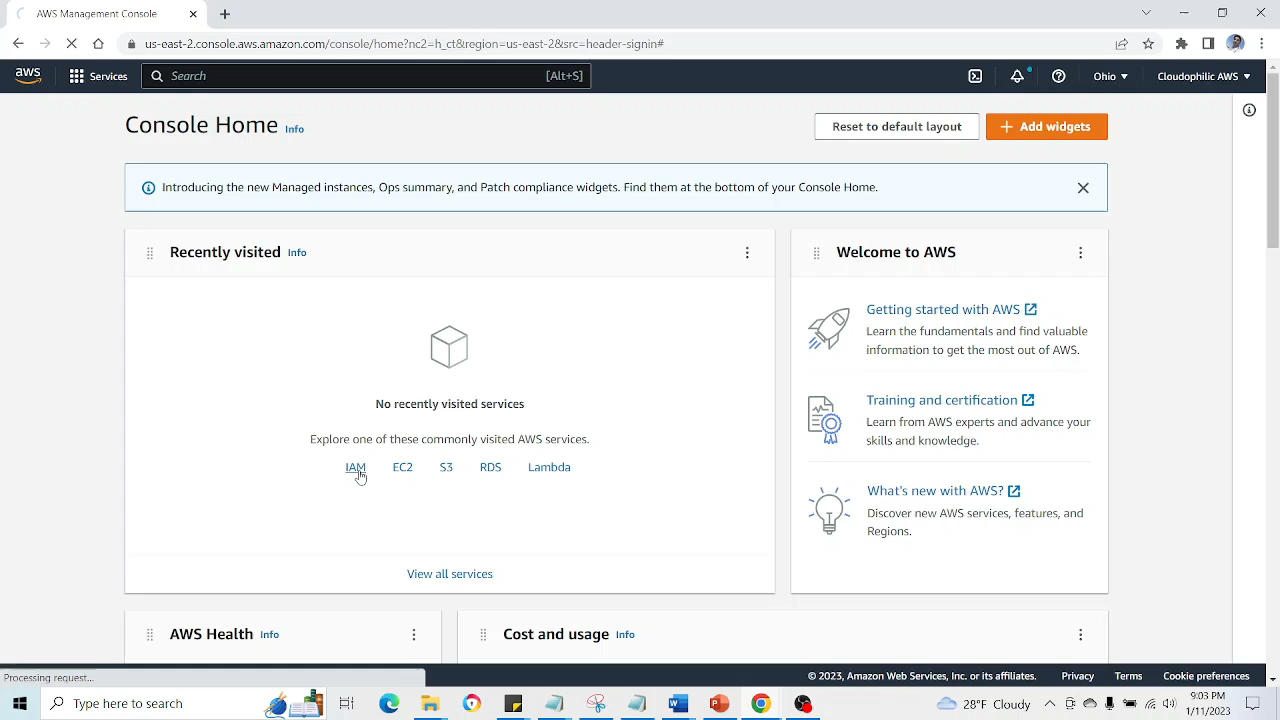 AWS Management Console
us-east-2.console.aws.amazon.com/console/home?nc2=h_ct&region=us-east-2&src=header-signin#
aws
Services
Search
[Alt+S]
Ohio
Cloudophilic AWS
Console Home Info
Reset to default layout
Add widgets
Introducing the new Managed instances, Ops summary, and Patch compliance widgets. Find them at the bottom of your Console Home.
Recently visited Info
No recently visited services
Explore one of these commonly visited AWS services.
IAM EC2 S3 RDS Lambda
View all services
Welcome to AWS
Getting started with AWS
Learn the fundamentals and find valuable
information to get the most out of AWS.
Training and certification
Learn from AWS experts and advance your
skills and knowledge.
What's new with AWS?
Discover new AWS services, features, and
Regions.
AWS Health Info
Cost and usage Info
Processing request...
© 2023, Amazon Web Services, Inc. or its affiliates.
Privacy
Terms
Cookie preferences
Type here to search
28°F Cloudy
9:03 PM
1/11/2023